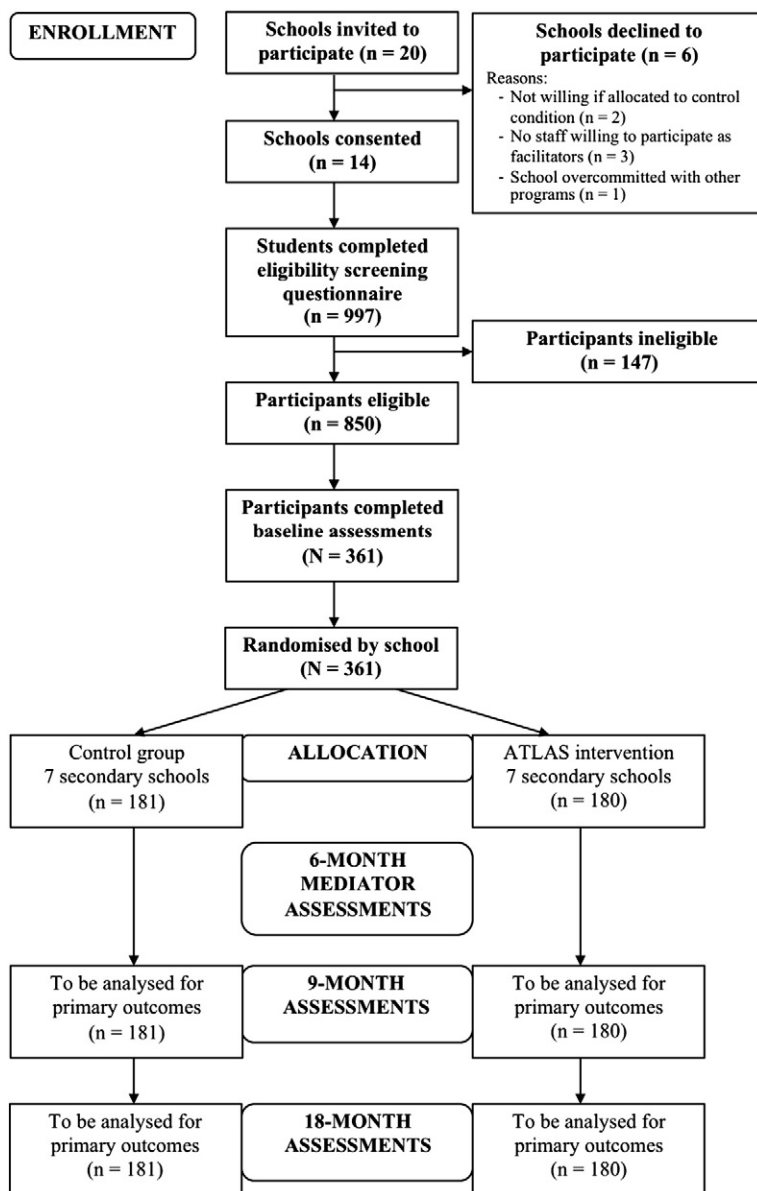 ENROLLMENT
Schools invited to
participate (n = 20)
Schools declined to
participate (n = 6)
Reasons:
- Not willing if allocated to control
condition (n = 2)
- No staff willing to participate as
facilitators (n = 3)
- School overcommitted with other
programs (n = 1)
Schools consented
(n = 14)
Students completed
eligibility screening
questionnaire
(n = 997)
Participants ineligible
(n = 147)
Participants eligible
(n = 850)
Participants completed
baseline assessments
(N = 361)
Randomised by school
(N = 361)
Control group
7 secondary schools
(n = 181)
ALLOCATION
ATLAS intervention
7 secondary schools
(n = 180)
6-MONTH
MEDIATOR
ASSESSMENTS
To be analysed for
primary outcomes
(n = 181)
9-MONTH
ASSESSMENTS
To be analysed for
primary outcomes
(n = 180)
To be analysed for
primary outcomes
(n = 181)
18-MONTH
ASSESSMENTS
To be analysed for
primary outcomes
(n = 180)